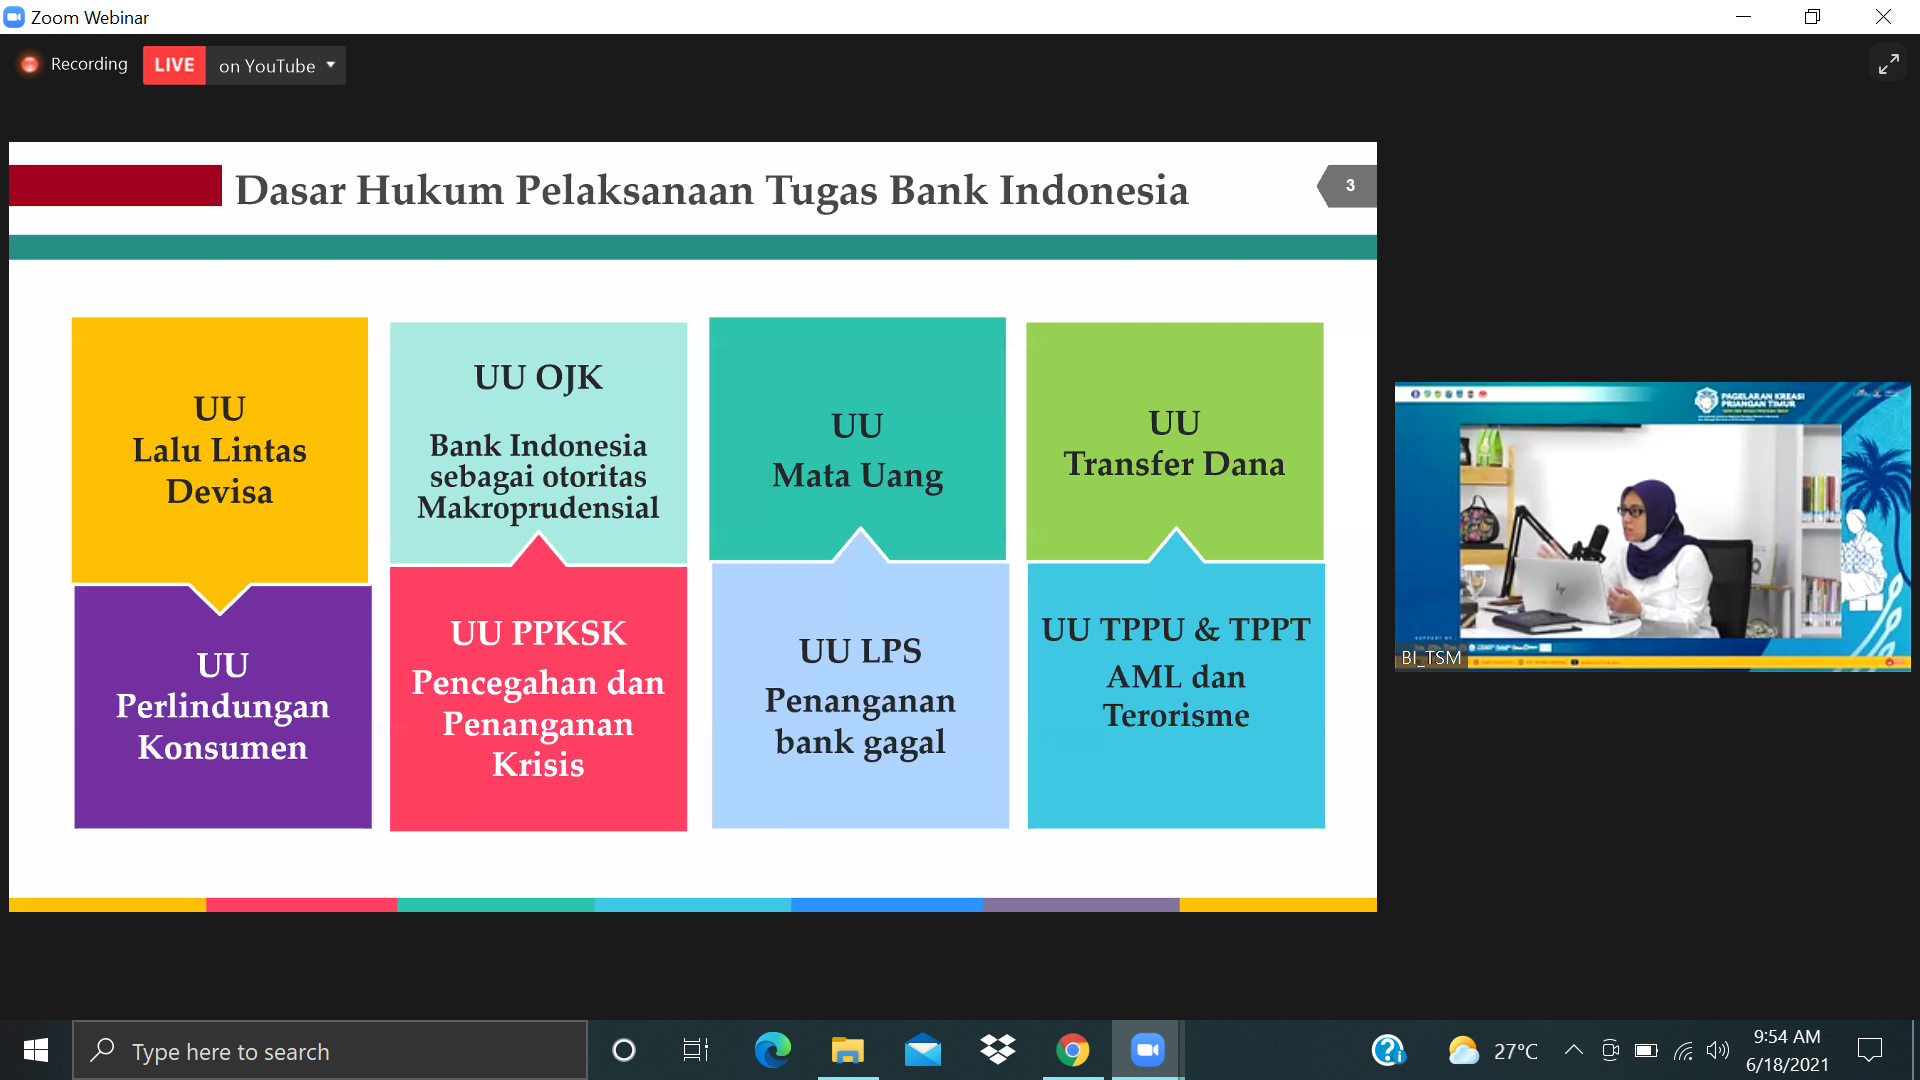 Zoom Webinar
Recording
LIVE
on YouTube
Dasar Hukum Pelaksanaan Tugas Bank Indonesia
3
UU
Lalu Lintas
Devisa
UU OJK
Bank Indonesia
sebagai otoritas
Makroprudensial
UU
Mata Uang
UU
Transfer Dana
UU
Perlindungan
Konsumen
UU PPKSK
Pencegahan dan
Penanganan
Krisis
UU LPS
Penanganan
bank gagal
UU TPPU & TPPT
AML dan
Terorisme
PAGELARAN KREASI
PRIANGAN TIMUR
BI_TSM
Type here to search
27°C
9:54 AM
6/18/2021